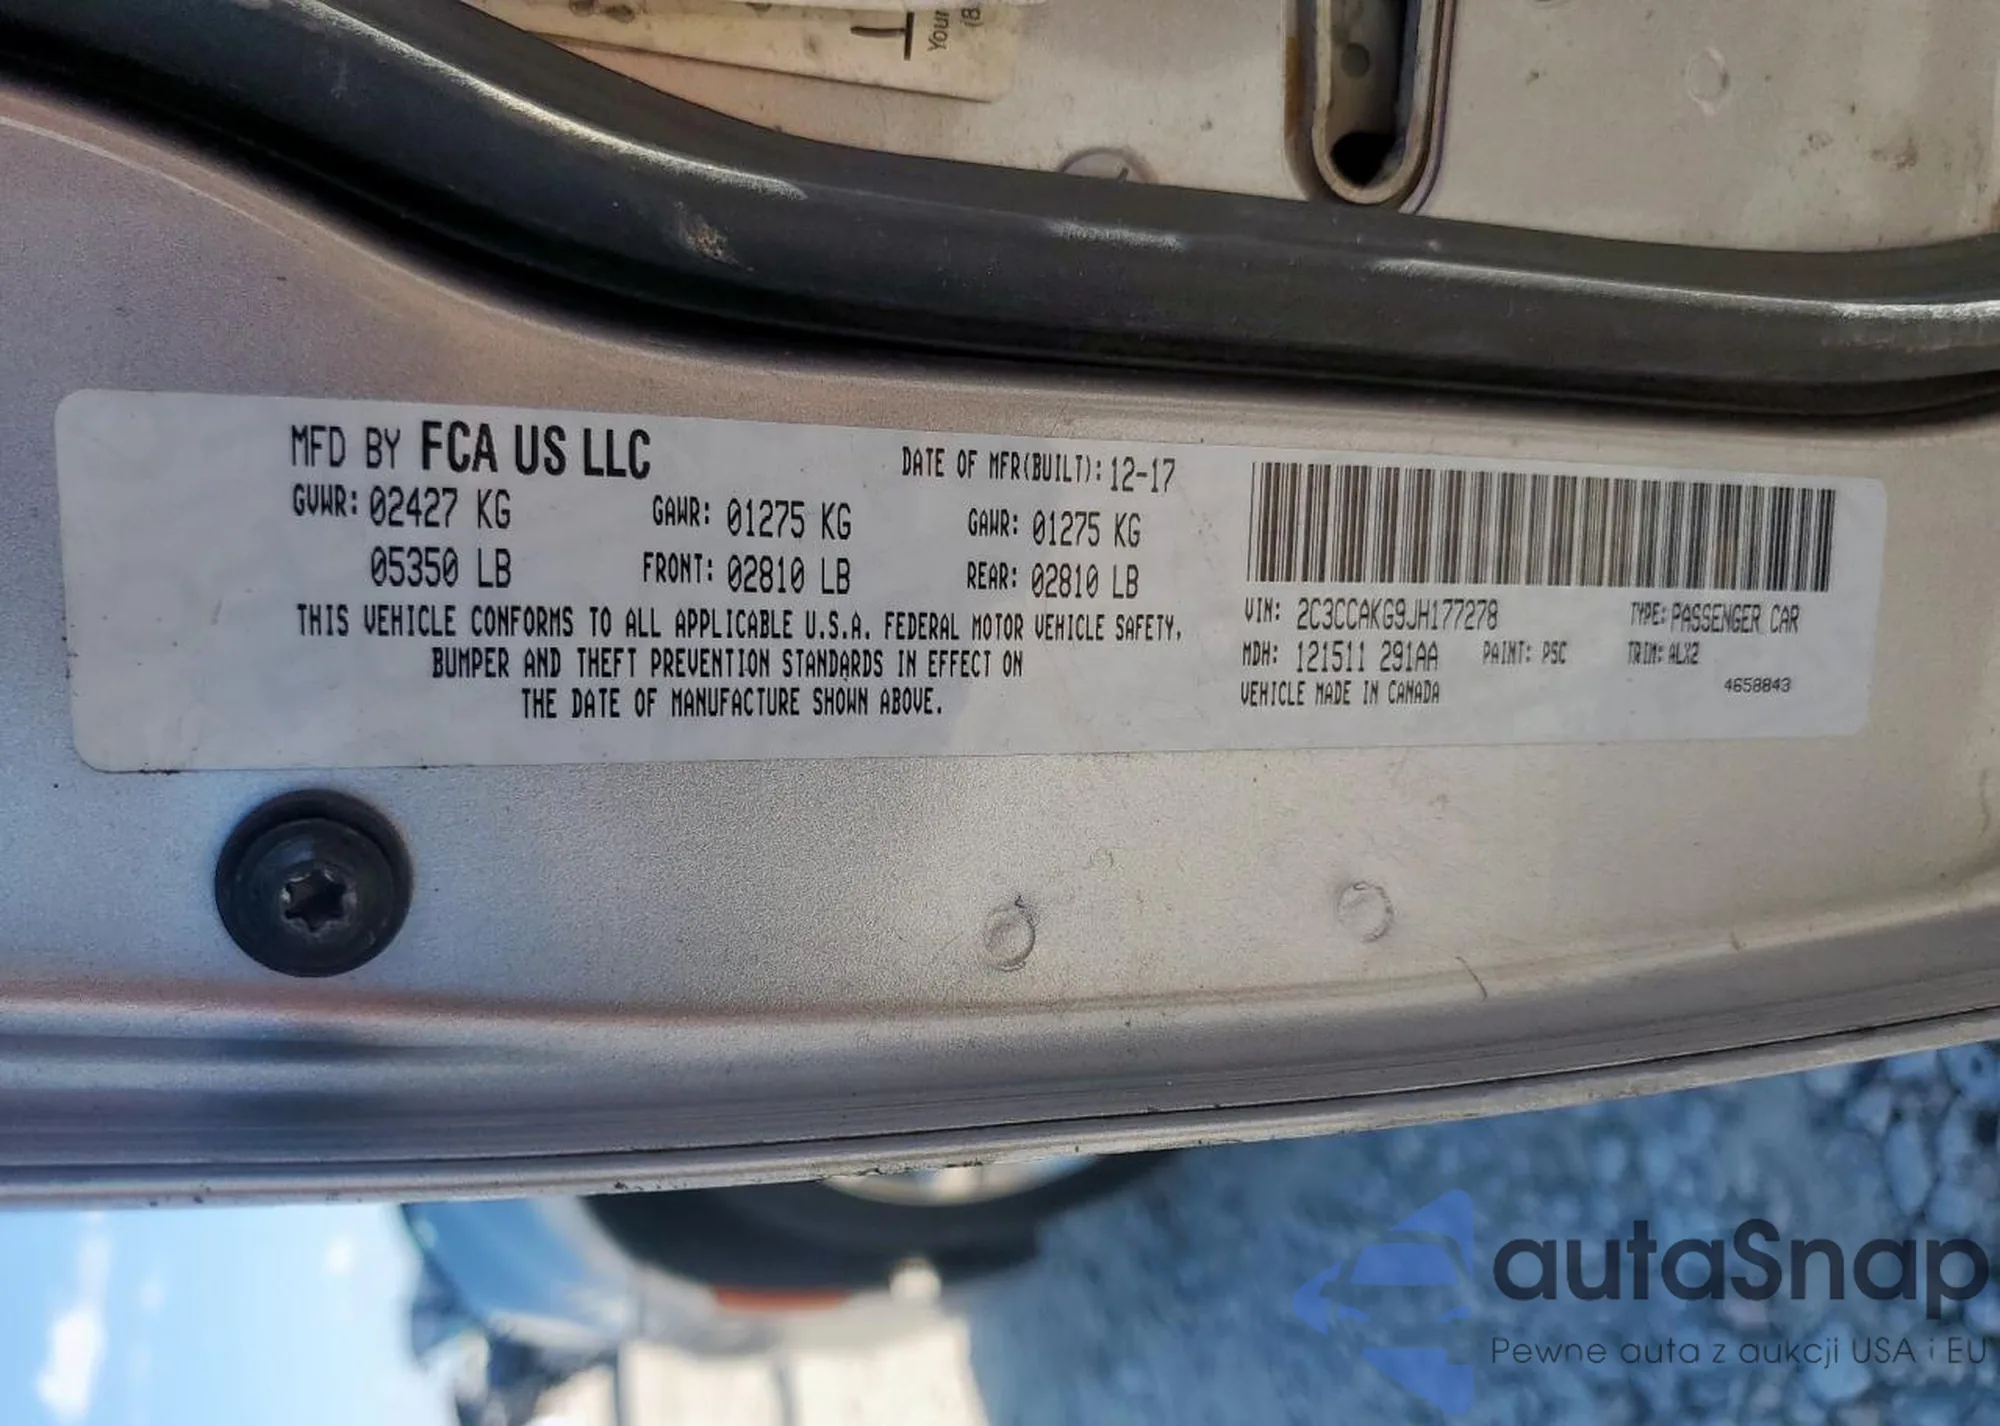 Your
(8
MFD BY FCA US LLC
DATE OF MFR(BUILT): 12-17
GVWR: 02427 KG
GAWR: 01275 KG
GAWR: 01275 KG
05350 LB
FRONT: 02810 LB
REAR: 02810 LB
THIS VEHICLE CONFORMS TO ALL APPLICABLE U.S.A. FEDERAL MOTOR VEHICLE SAFETY,
BUMPER AND THEFT PREVENTION STANDARDS IN EFFECT ON
THE DATE OF MANUFACTURE SHOWN ABOVE.
VIN: 2C3CCAKG9JH177278
TYPE: PASSENGER CAR
MDH: 121511 291AA
PAINT: PSC
TRIM: ALX2
VEHICLE MADE IN CANADA
4658843
autaSnap
Pewne auta z aukcji USA i EU